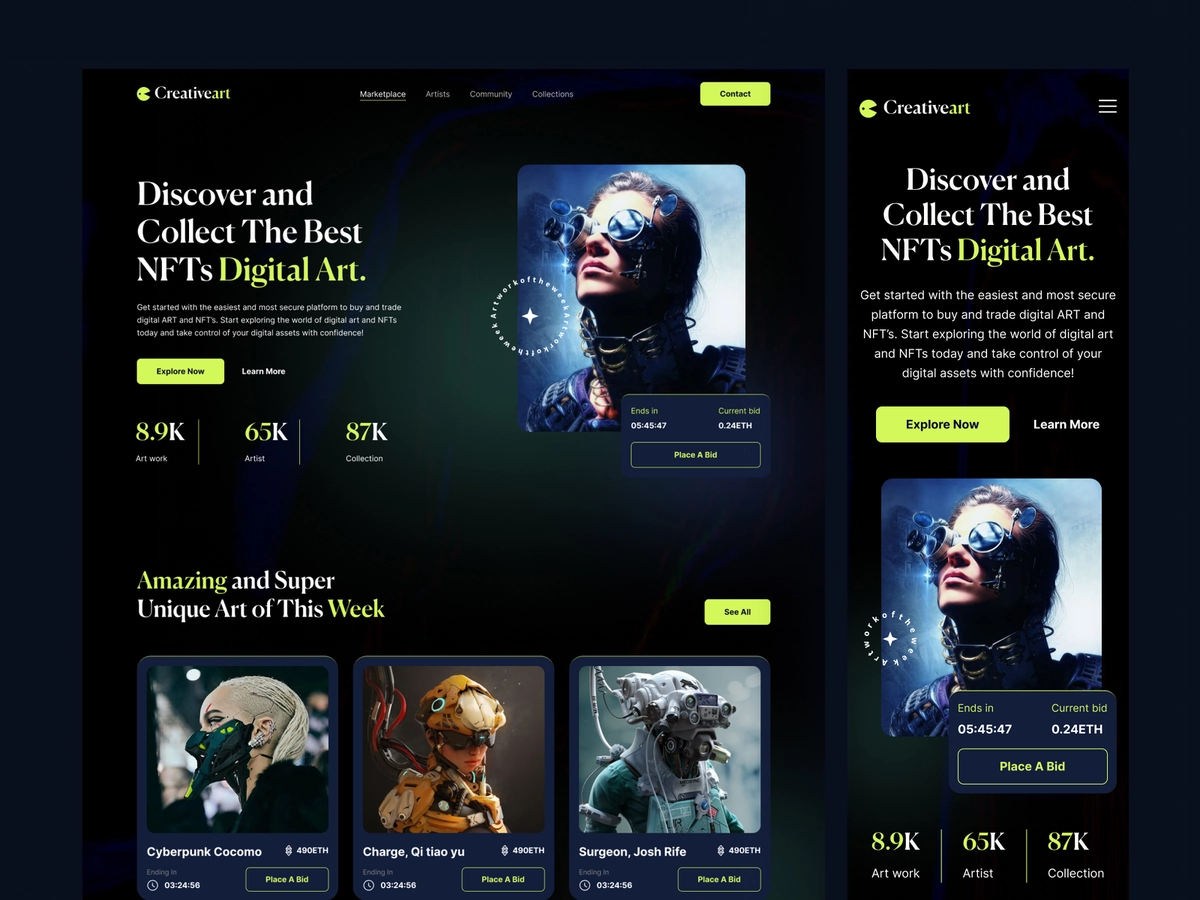 Creativeart
Marketplace
Artists
Community
Collections
Contact
Discover and
Collect The Best
NFTs Digital Art.
Get started with the easiest and most secure platform to buy and trade
digital ART and NFT's. Start exploring the world of digital art and NFTs
today and take control of your digital assets with confidence!
Explore Now
Learn More
8.9K
Art work
65K
Artist
87K
Collection
ArtworkoftheweekArtworkoftheweek
Ends in
Current bid
05:45:47
0.24ETH
Place A Bid
Amazing and Super
Unique Art of This Week
See All
Cyberpunk Cocomo
490ETH
Ending In
03:24:56
Place A Bid
Charge, Qi tiao yu
490ETH
Ending In
03:24:56
Place A Bid
Surgeon, Josh Rife
490ETH
Ending In
03:24:56
Place A Bid
Creativeart
Discover and
Collect The Best
NFTs Digital Art.
Get started with the easiest and most secure
platform to buy and trade digital ART and
NFT's. Start exploring the world of digital art
and NFTs today and take control of your
digital assets with confidence!
Explore Now
Learn More
Artworkoftheweek
Ends in
Current bid
05:45:47
0.24ETH
Place A Bid
8.9K
Art work
65K
Artist
87K
Collection